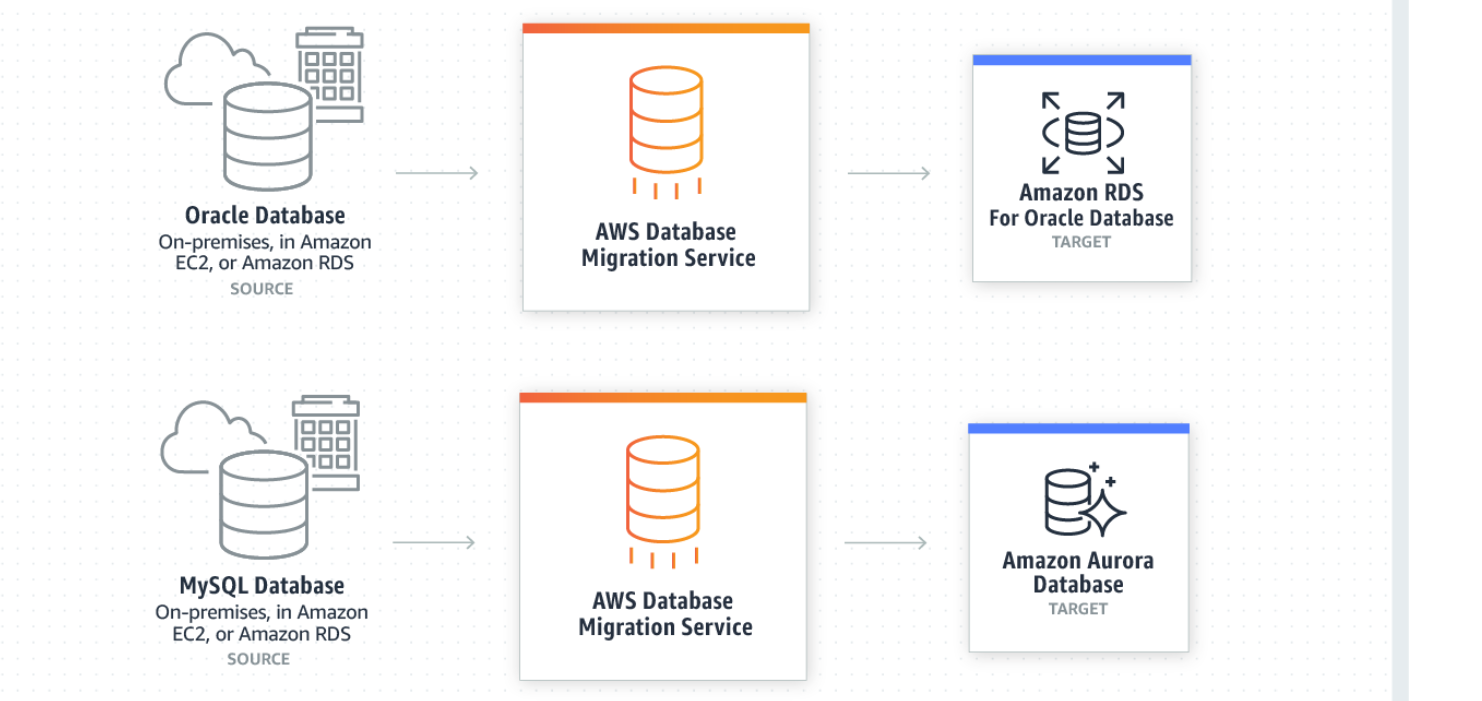 Oracle Database
On-premises, in Amazon
EC2, or Amazon RDS
SOURCE
AWS Database
Migration Service
Amazon RDS
For Oracle Database
TARGET
MySQL Database
On-premises, in Amazon
EC2, or Amazon RDS
SOURCE
AWS Database
Migration Service
Amazon Aurora
Database
TARGET